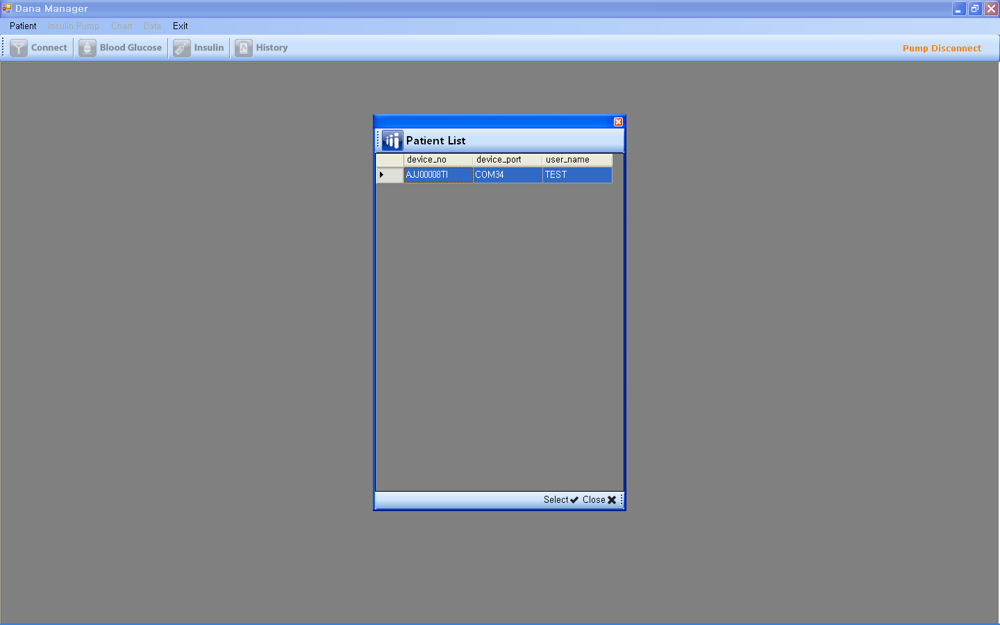 Dana Manager
Patient Insulin Pump Chart Data Exit
Connect Blood Glucose Insulin History Pump Disconnect
Patient List
device_no device_port user_name
AJJ00008TI COM34 TEST
Select Close